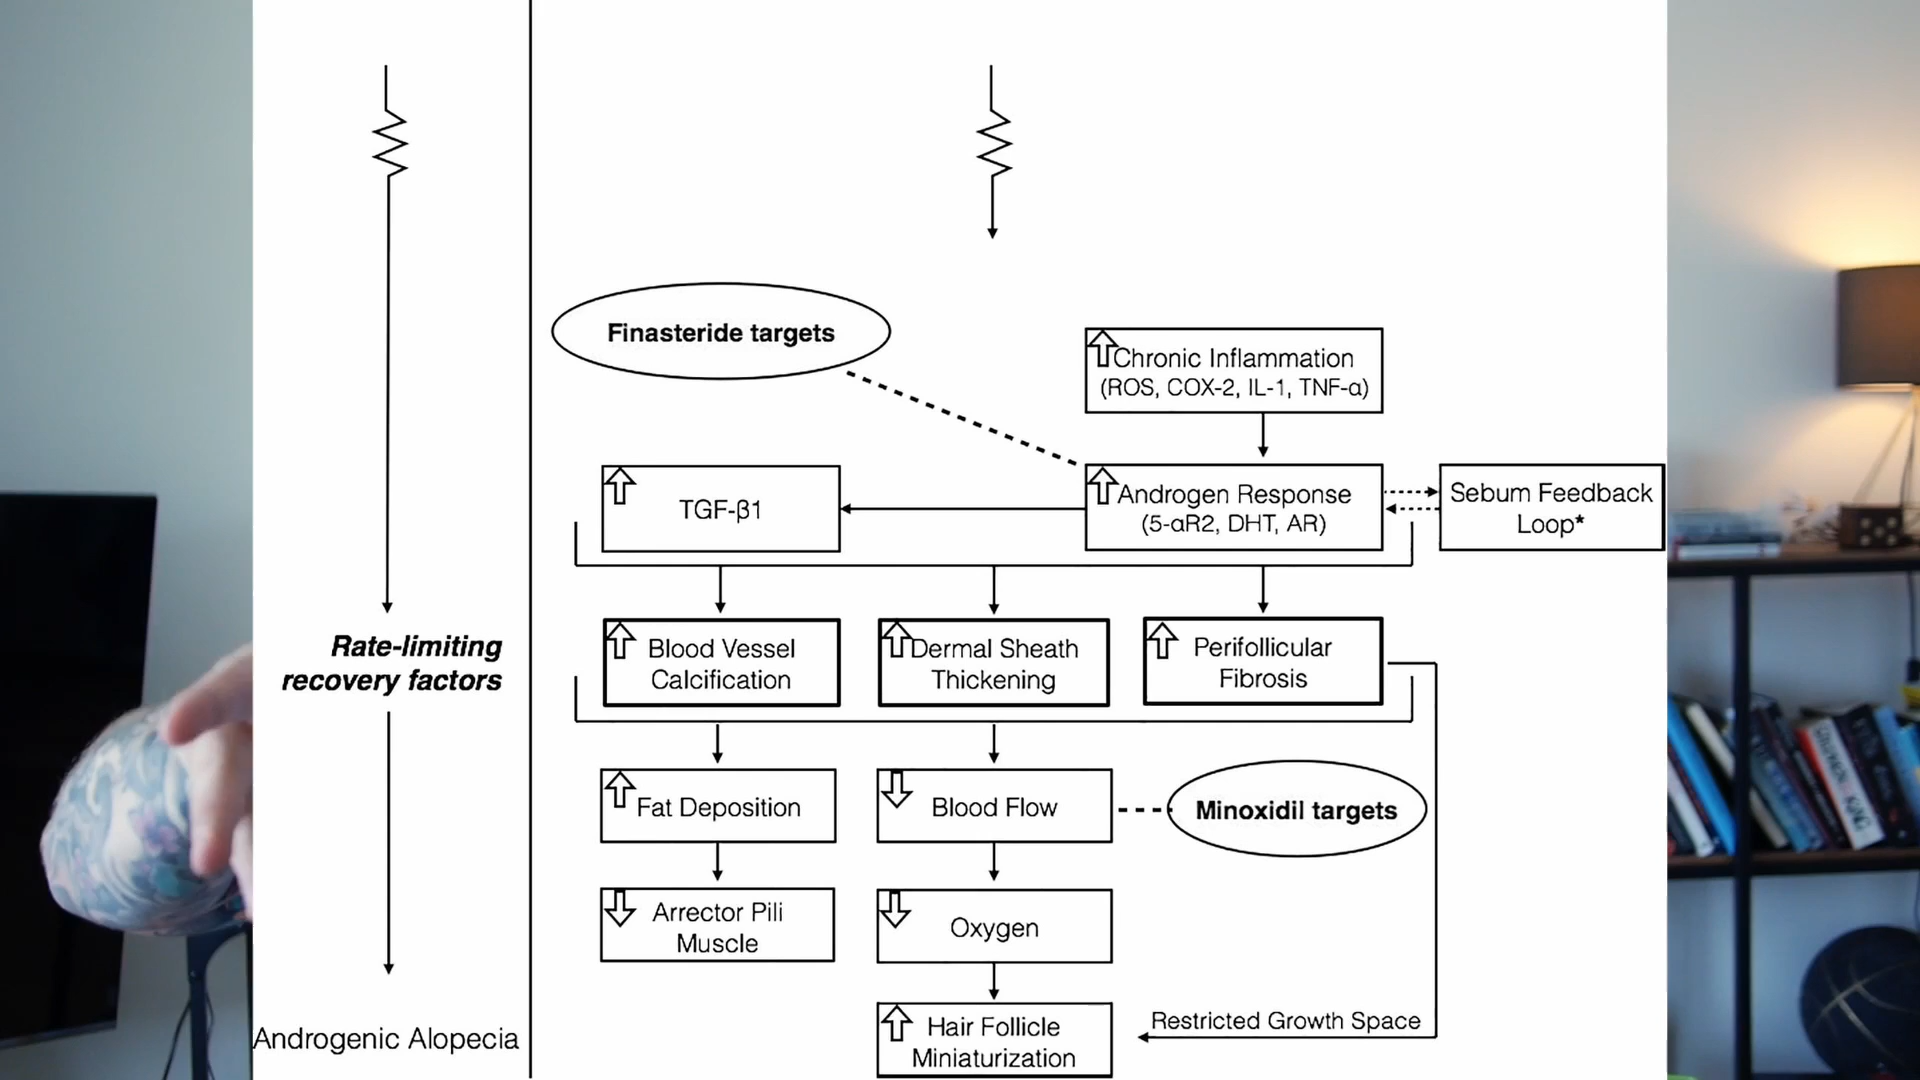 Finasteride targets
Chronic Inflammation
(ROS, COX-2, IL-1, TNF-α)
TGF-β1
Androgen Response
(5-αR2, DHT, AR)
Sebum Feedback
Loop*
Rate-limiting
recovery factors
Blood Vessel
Calcification
Dermal Sheath
Thickening
Perifollicular
Fibrosis
Fat Deposition
Blood Flow
Minoxidil targets
Arrector Pili
Muscle
Oxygen
Androgenic Alopecia
Hair Follicle
Miniaturization
Restricted Growth Space